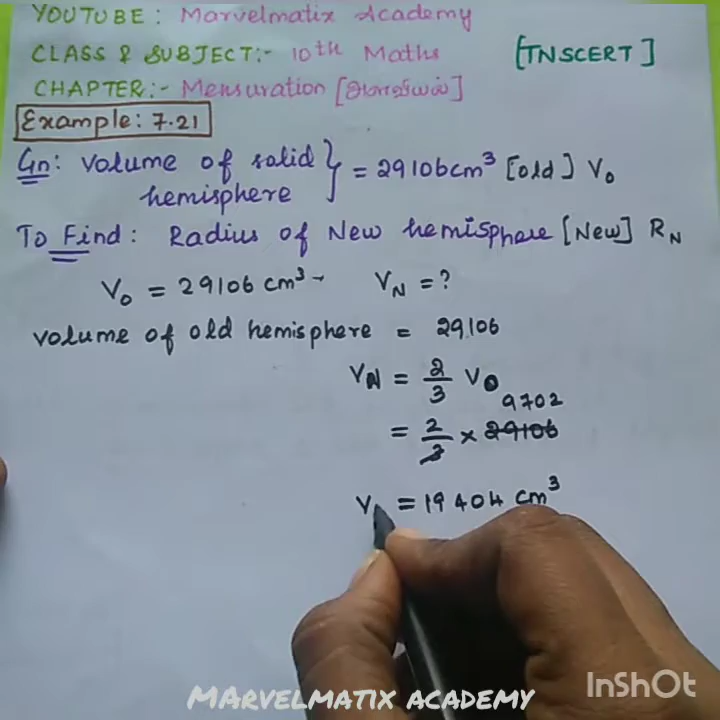 YOUTUBE: Marvelmatix Academy
CLASS & SUBJECT:- 10th Maths [TNSCERT]
CHAPTER:- Mensuration [அளவியல்]
Example: 7.21
Gn: volume of solid hemisphere } = 29106cm³ [old] V₀
To Find: Radius of New hemisphere [New] R_N
V₀ = 29106 cm³ V_N = ?
volume of old hemisphere = 29106
V_N = 2/3 V₀
9702
= 2/3 × 29106
V = 19404 cm³
MARVELMATIX ACADEMY
InShOt